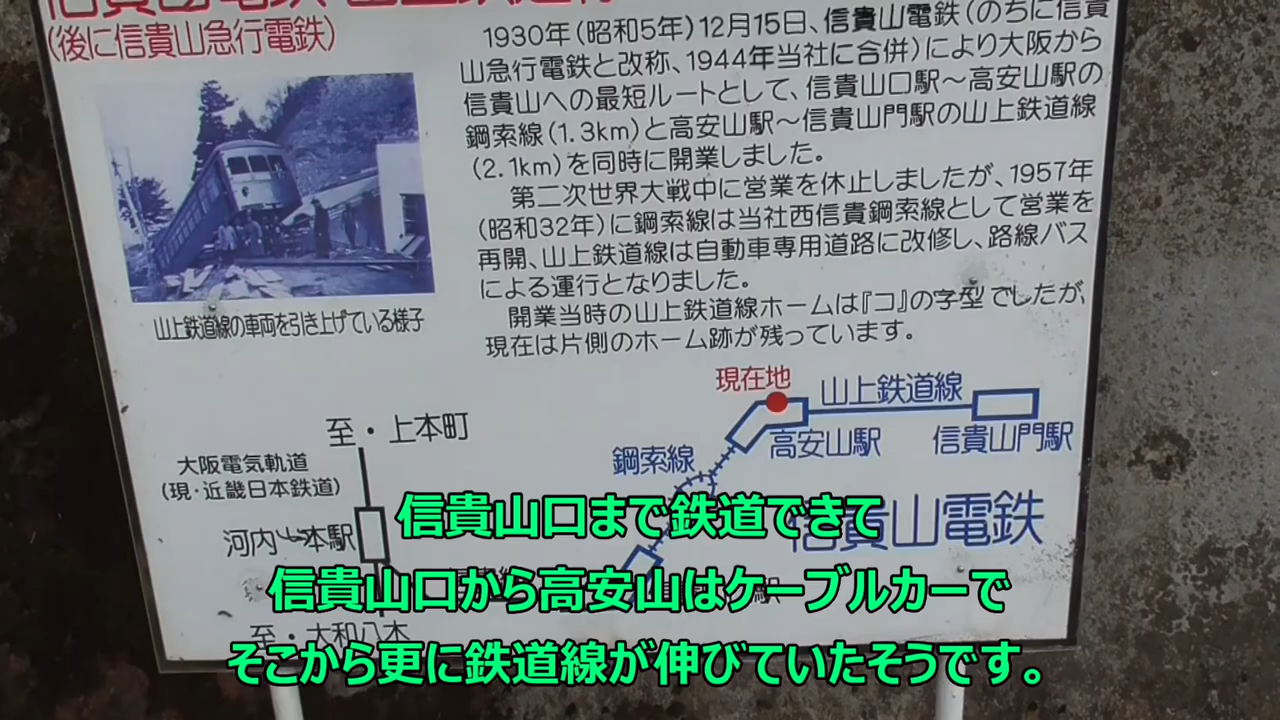 (後に信貴山急行電鉄)
1930年(昭和5年)12月15日、信貴山電鉄(のちに信貴
山急行電鉄と改称、1944年当社に合併)により大阪から
信貴山への最短ルートとして、信貴山口駅～高安山駅の
鋼索線(1.3km)と高安山駅～信貴山門駅の山上鉄道線
(2.1km)を同時に開業しました。
第二次世界大戦中に営業を休止しましたが、1957年
(昭和32年)に鋼索線は当社西信貴鋼索線として営業を
再開、山上鉄道線は自動車専用道路に改修し、路線バス
による運行となりました。
開業当時の山上鉄道線ホームは『コ』の字型でしたが、
現在は片側のホーム跡が残っています。
山上鉄道線の車両を引き上げている様子
現在地
山上鉄道線
高安山駅
信貴山門駅
鋼索線
信貴山電鉄
至・上本町
大阪電気軌道
(現・近畿日本鉄道)
河内山本駅
至・大和八木
信貴山口まで鉄道できて
信貴山口から高安山はケーブルカーで
そこから更に鉄道線が伸びていたそうです。